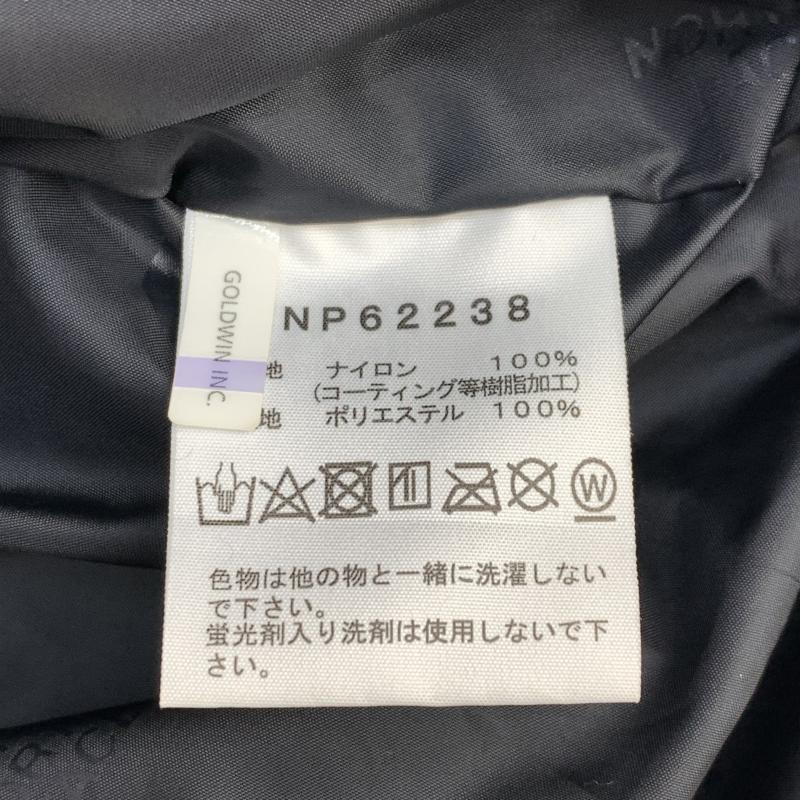 GOLDWIN INC.
NP62238
地 ナイロン 100%
(コーティング等樹脂加工)
地 ポリエステル 100%
W
色物は他の物と一緒に洗濯しない
で下さい。
蛍光剤入り洗剤は使用しないで下
さい。